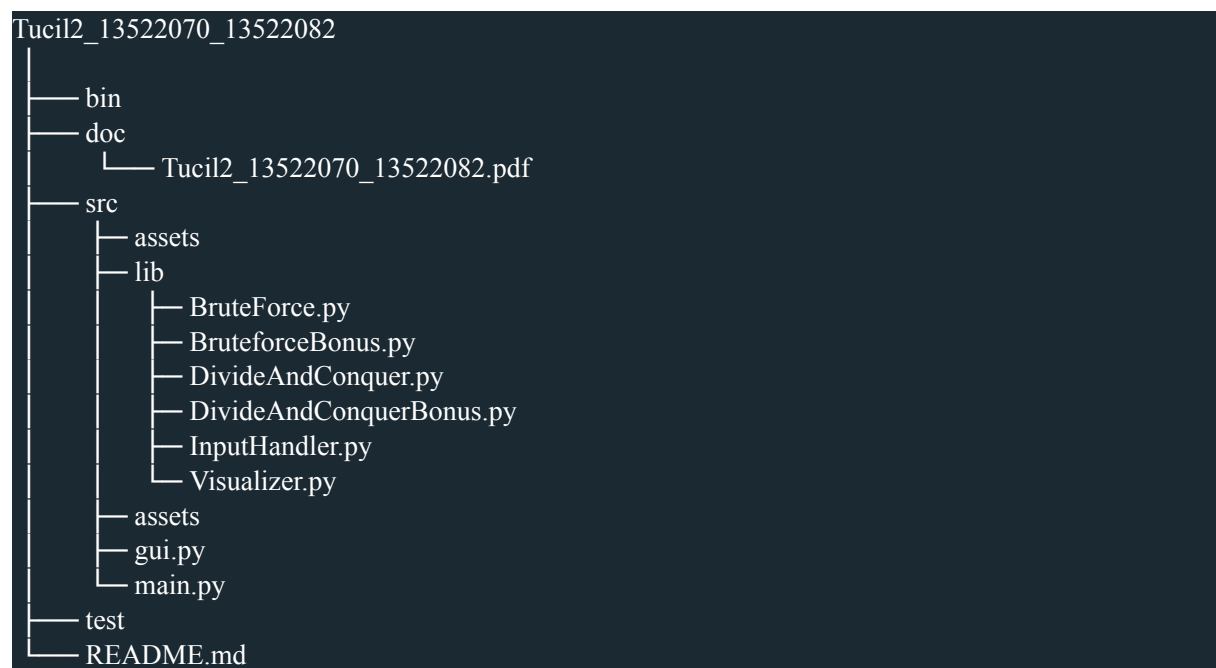 Tucil2_13522070_13522082
bin
doc
Tucil2_13522070_13522082.pdf
src
assets
lib
BruteForce.py
BruteforceBonus.py
DivideAndConquer.py
DivideAndConquerBonus.py
InputHandler.py
Visualizer.py
assets
gui.py
main.py
test
README.md